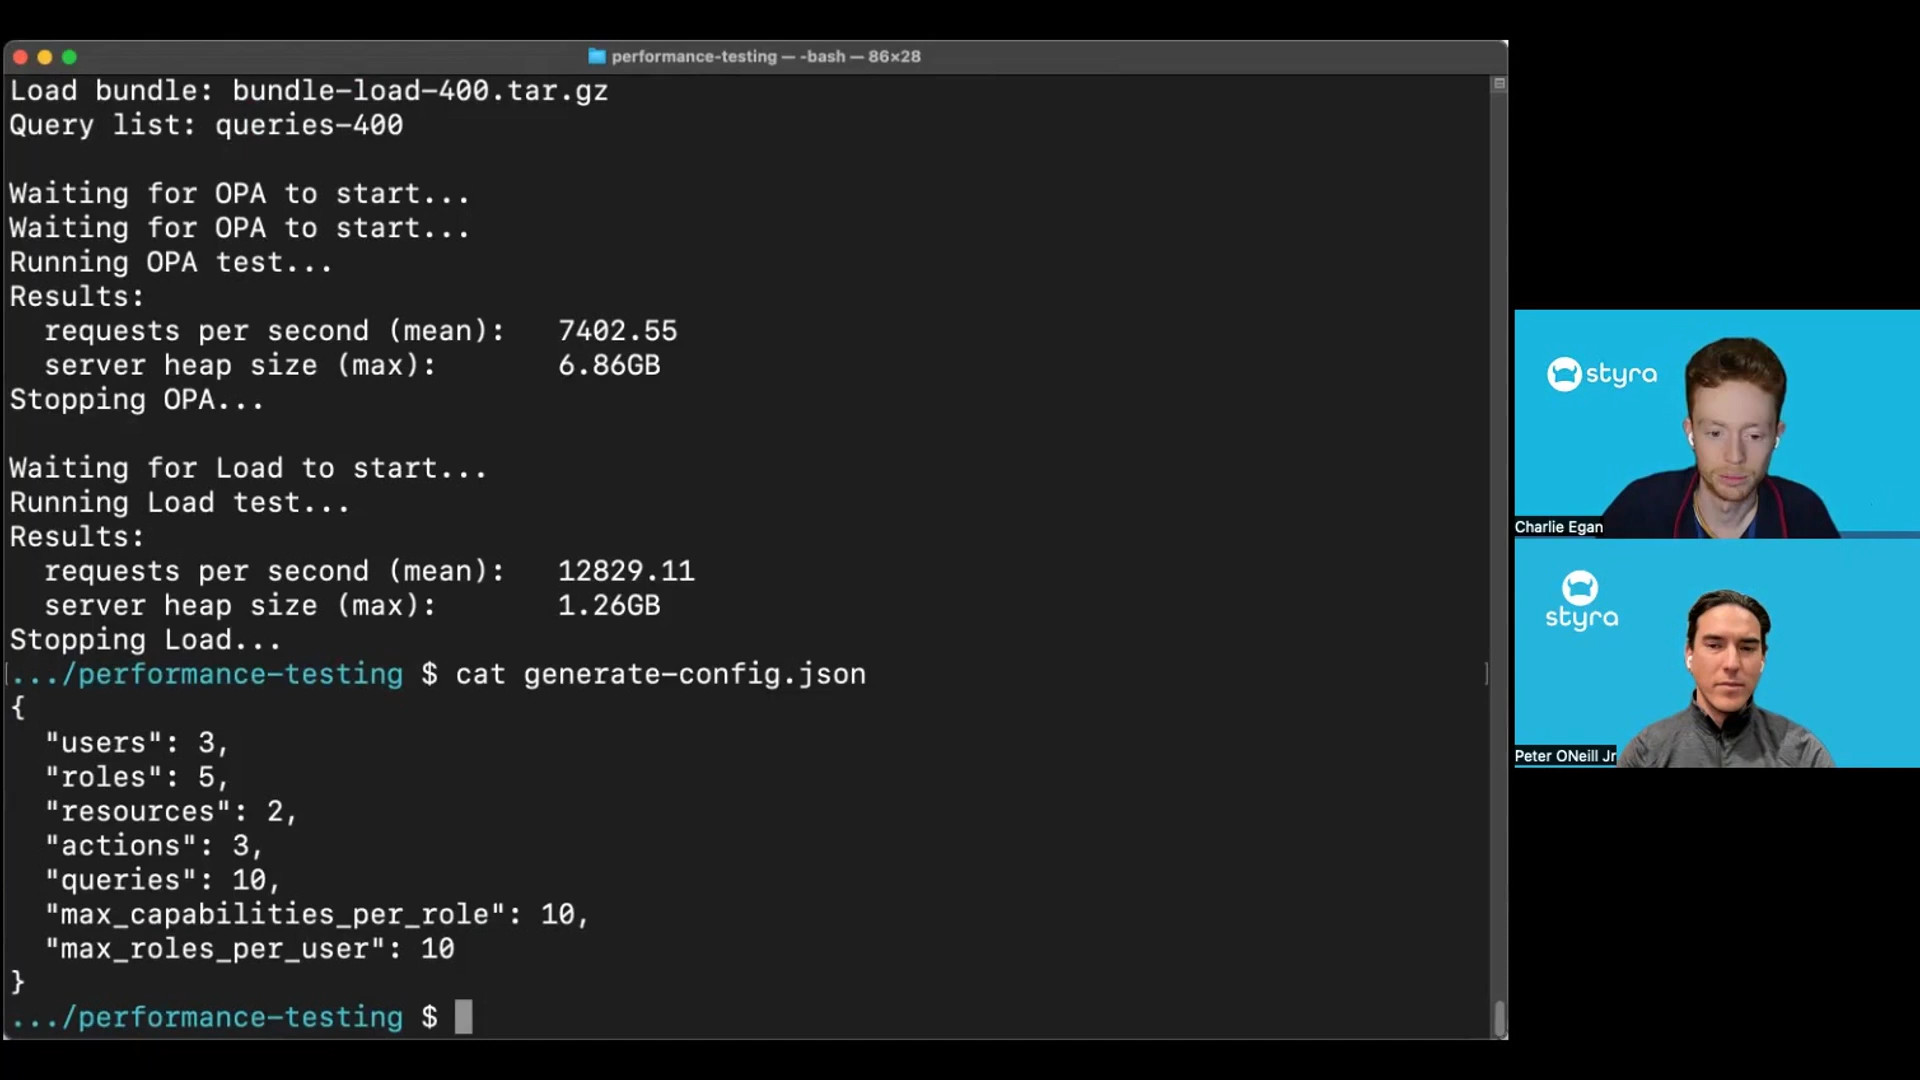 performance-testing — -bash — 86×28
Load bundle: bundle-load-400.tar.gz
Query list: queries-400
Waiting for OPA to start...
Waiting for OPA to start...
Running OPA test...
Results:
requests per second (mean): 7402.55
server heap size (max): 6.86GB
Stopping OPA...
Waiting for Load to start...
Running Load test...
Results:
requests per second (mean): 12829.11
server heap size (max): 1.26GB
Stopping Load...
.../performance-testing $ cat generate-config.json
{
"users": 3,
"roles": 5,
"resources": 2,
"actions": 3,
"queries": 10,
"max_capabilities_per_role": 10,
"max_roles_per_user": 10
}
.../performance-testing $
styra
Charlie Egan
styra
Peter ONeill Jr